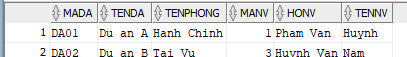 MADA TENDA TENPHONG MANV HONV TENNV
1 DA01 Du an A Hanh Chinh 1 Pham Van Huynh
2 DA02 Du an B Tai Vu 3 Huynh Van Nam